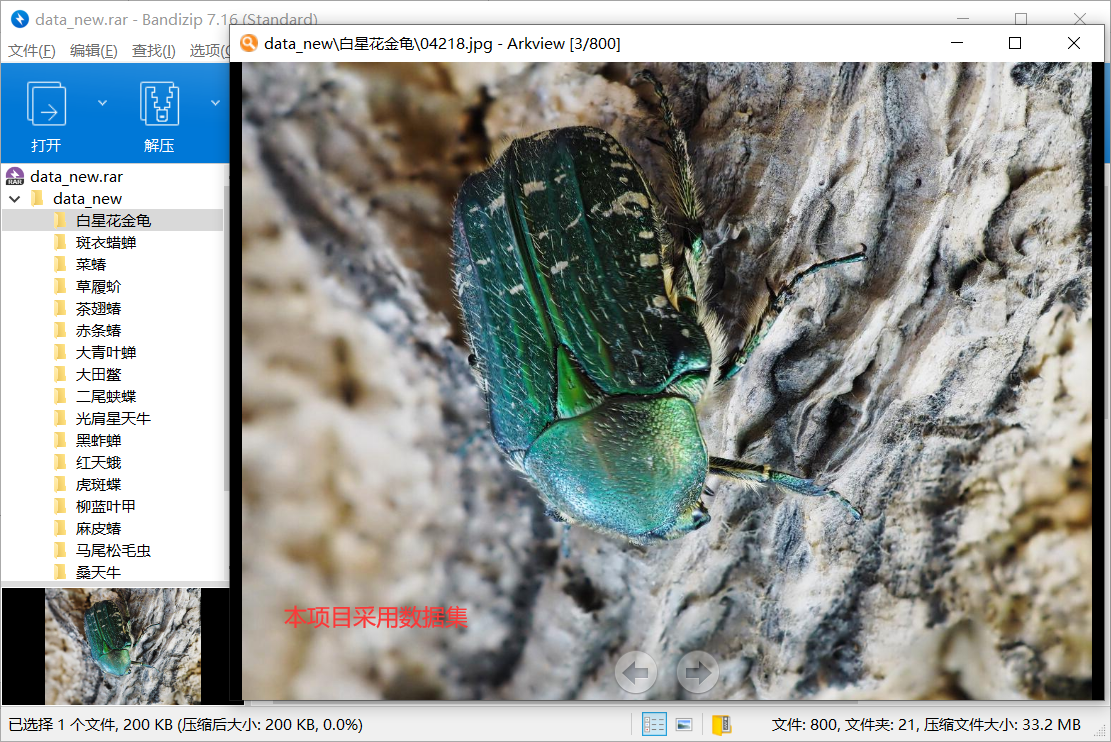 data_new.rar - Bandizip 7.16 (Standard)
文件(F) 编辑(E) 查找(I) 选项(
data_new\白星花金龟\04218.jpg - Arkview [3/800]
打开
解压
data_new.rar
data_new
白星花金龟
斑衣蜡蝉
菜蝽
草履蚧
茶翅蝽
赤条蝽
大青叶蝉
大田鳖
二尾蛱蝶
光肩星天牛
黑蚱蝉
红天蛾
虎斑蝶
柳蓝叶甲
麻皮蝽
马尾松毛虫
桑天牛
本项目采用数据集
已选择 1 个文件, 200 KB (压缩后大小: 200 KB, 0.0%)
文件: 800, 文件夹: 21, 压缩文件大小: 33.2 MB